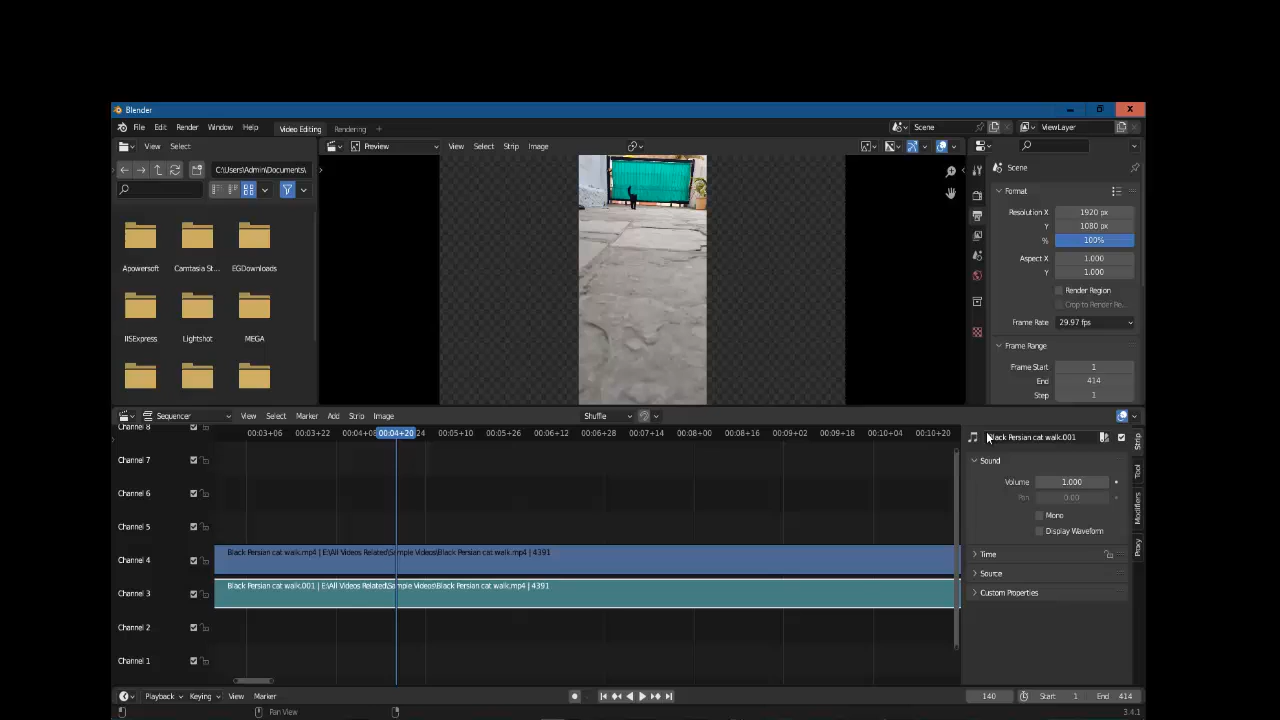 Blender
File Edit Render Window Help Video Editing Rendering + Scene ViewLayer
View Select Preview View Select Strip Image
C:\Users\Admin\Documents\ Scene
Format
Resolution X 1920 px
Y 1080 px
% 100%
Aspect X 1.000
Y 1.000
Render Region
Crop to Render Re...
Frame Rate 29.97 fps
Frame Range
Frame Start 1
End 414
Step 1
Apowersoft Camtasia St... EGDownloads
IISExpress Lightshot MEGA
Sequencer View Select Marker Add Strip Image Shuffle
Channel 8
00:03+06 00:03+22 00:04+08 00:04+20 24 00:05+10 00:05+26 00:06+12 00:06+28 00:07+14 00:08+00 00:08+16 00:09+02 00:09+18 00:10+04 00:10+20
Channel 7
Channel 6
Channel 5
Channel 4
Black Persian cat walk.mp4 | E:\All Videos Related\Sample Videos\Black Persian cat walk.mp4 | 4391
Channel 3
Black Persian cat walk.001 | E:\All Videos Related\Sample Videos\Black Persian cat walk.mp4 | 4391
Channel 2
Channel 1
Black Persian cat walk.001
Sound
Volume 1.000
Pan 0.00
Mono
Display Waveform
Time
Source
Custom Properties
Strip
Tool
Modifiers
Proxy
Playback Keying View Marker 140 Start 1 End 414
Pan View 3.4.1